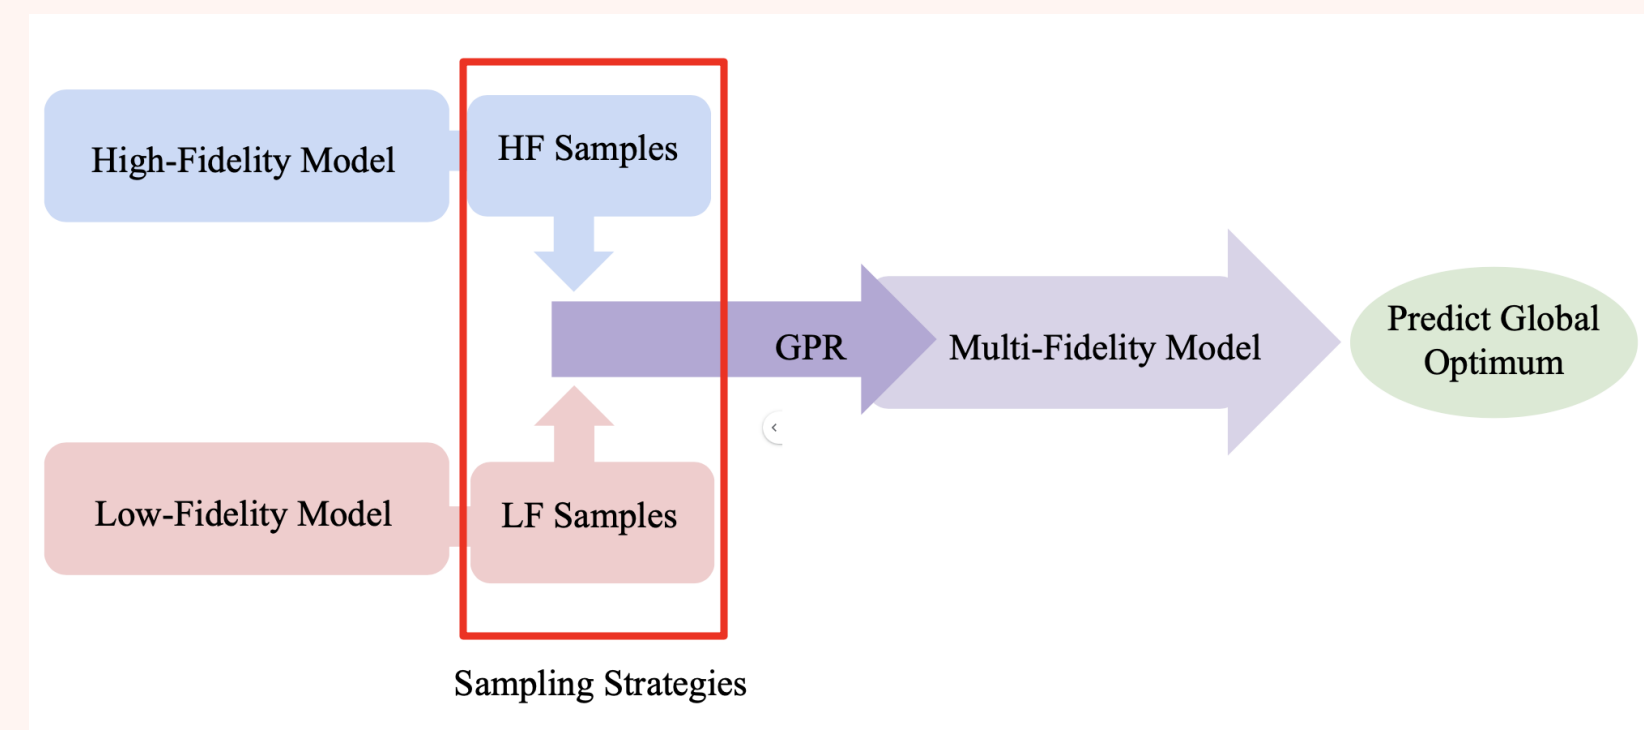 High-Fidelity Model
HF Samples
GPR
Multi-Fidelity Model
Predict Global
Optimum
Low-Fidelity Model
LF Samples
Sampling Strategies